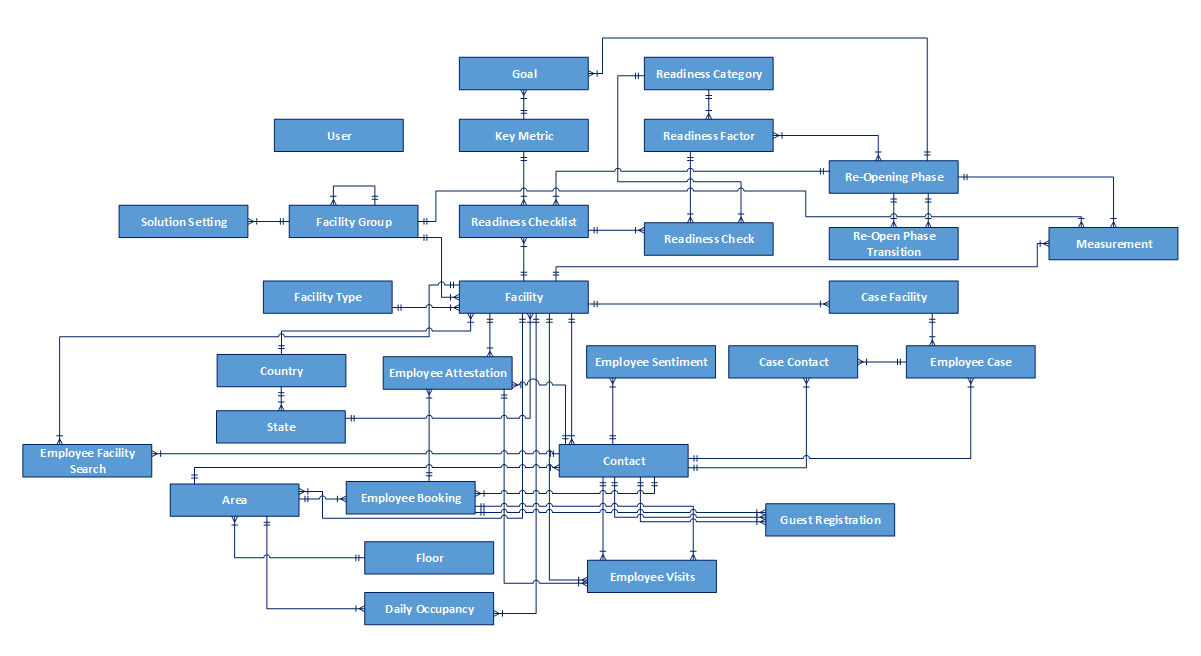 Goal
Readiness Category
User
Key Metric
Readiness Factor
Re-Opening Phase
Solution Setting
Facility Group
Readiness Checklist
Readiness Check
Re-Open Phase
Transition
Measurement
Facility Type
Facility
Case Facility
Country
Employee Attestation
Employee Sentiment
Case Contact
Employee Case
State
Employee Facility
Search
Contact
Area
Employee Booking
Guest Registration
Floor
Employee Visits
Daily Occupancy